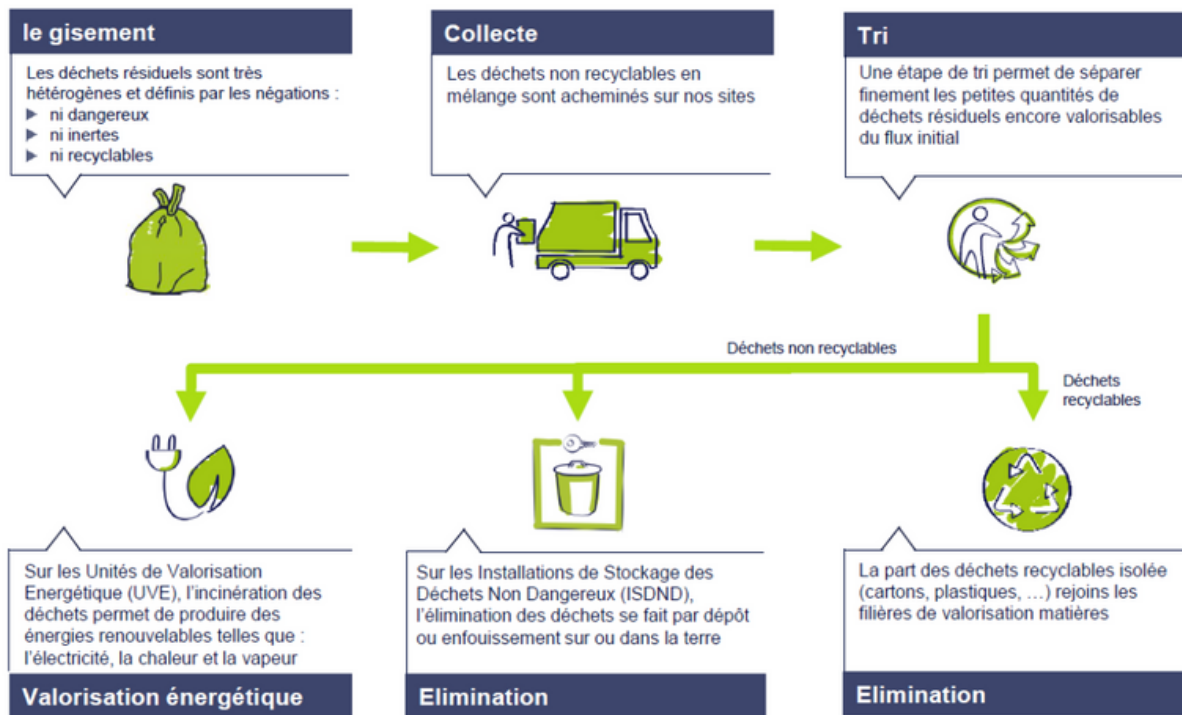 le gisement
Les déchets résiduels sont très
hétérogènes et définis par les négations :
▶ ni dangereux
▶ ni inertes
▶ ni recyclables
Collecte
Les déchets non recyclables en
mélange sont acheminés sur nos sites
Tri
Une étape de tri permet de séparer
finement les petites quantités de
déchets résiduels encore valorisables
du flux initial
Déchets non recyclables
Déchets
recyclables
Sur les Unités de Valorisation
Energétique (UVE), l'incinération des
déchets permet de produire des
énergies renouvelables telles que :
l'électricité, la chaleur et la vapeur
Valorisation énergétique
Sur les Installations de Stockage des
Déchets Non Dangereux (ISDND),
l'élimination des déchets se fait par dépôt
ou enfouissement sur ou dans la terre
Elimination
La part des déchets recyclables isolée
(cartons, plastiques, ...) rejoins les
filières de valorisation matières
Elimination